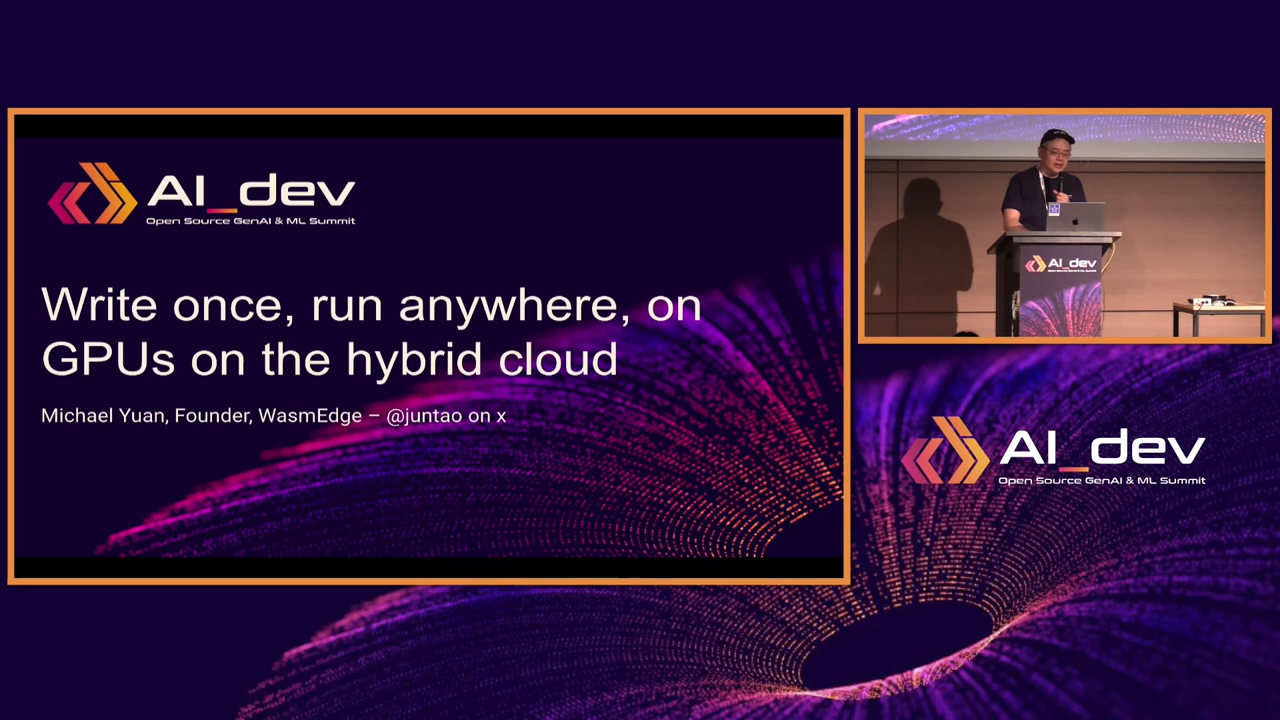 AI_dev
Open Source GenAI & ML Summit
Write once, run anywhere, on
GPUs on the hybrid cloud
Michael Yuan, Founder, WasmEdge – @juntao on x
AI_dev
AI_dev
Open Source GenAI & ML Summit